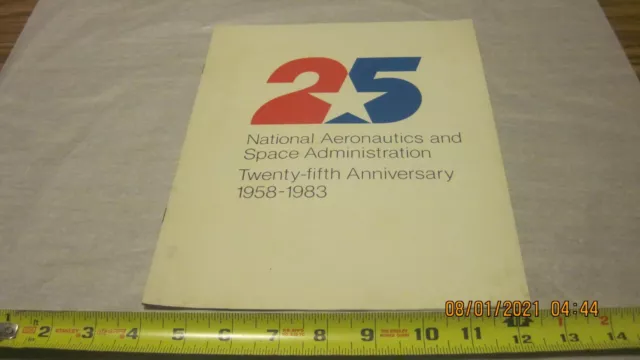 25
National Aeronautics and
Space Administration
Twenty-fifth Anniversary
1958-1983
08/01/2021 04:44
1 2 3 4 5 6 7 8 9 10 11 12 13 14